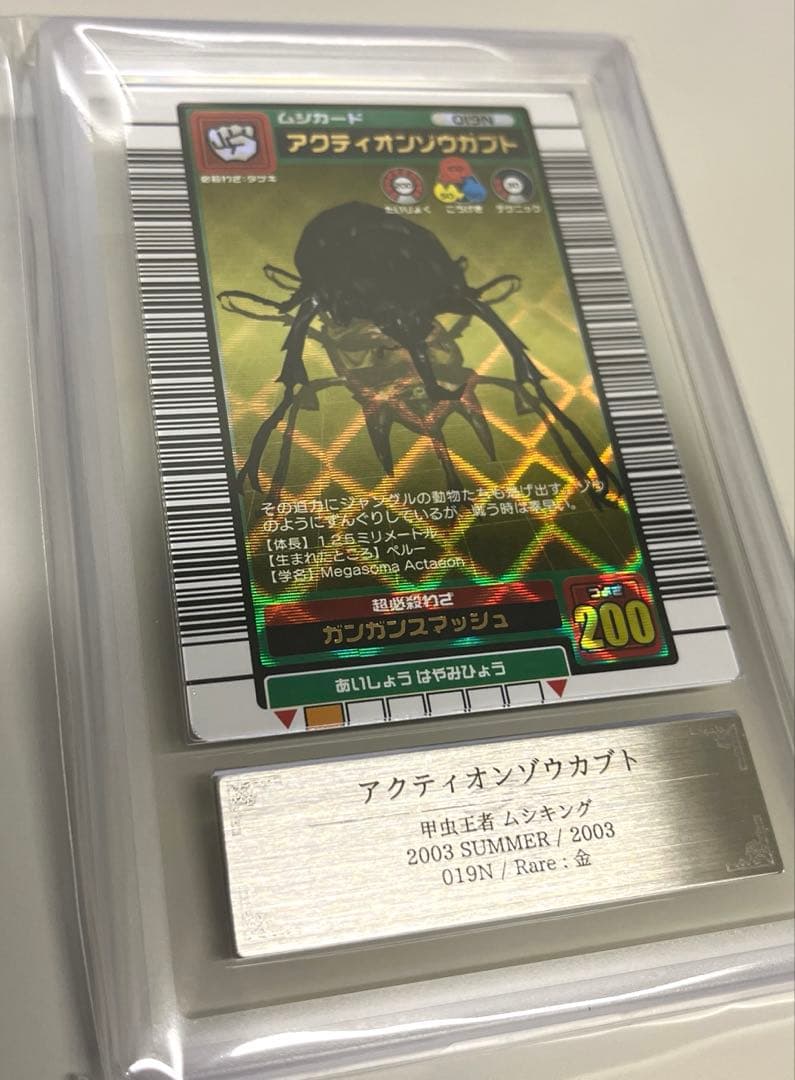 ムシカード 019N
アクティオンゾウカブト
必殺わざ:ダゲキ
200
たいりょく こうげき テクニック
その迫力にジャングルの動物たちも逃げ出す。ゾウ
のようにずんぐりしているが、戦う時は素早い。
【体長】125ミリメートル
【生まれたところ】ペルー
【学名】Megasoma Actaeon
超必殺わざ
ガンガンスマッシュ
つよさ
200
あいしょう はやみひょう
アクティオンゾウカブト
甲虫王者 ムシキング
2003 SUMMER / 2003
019N / Rare : 金